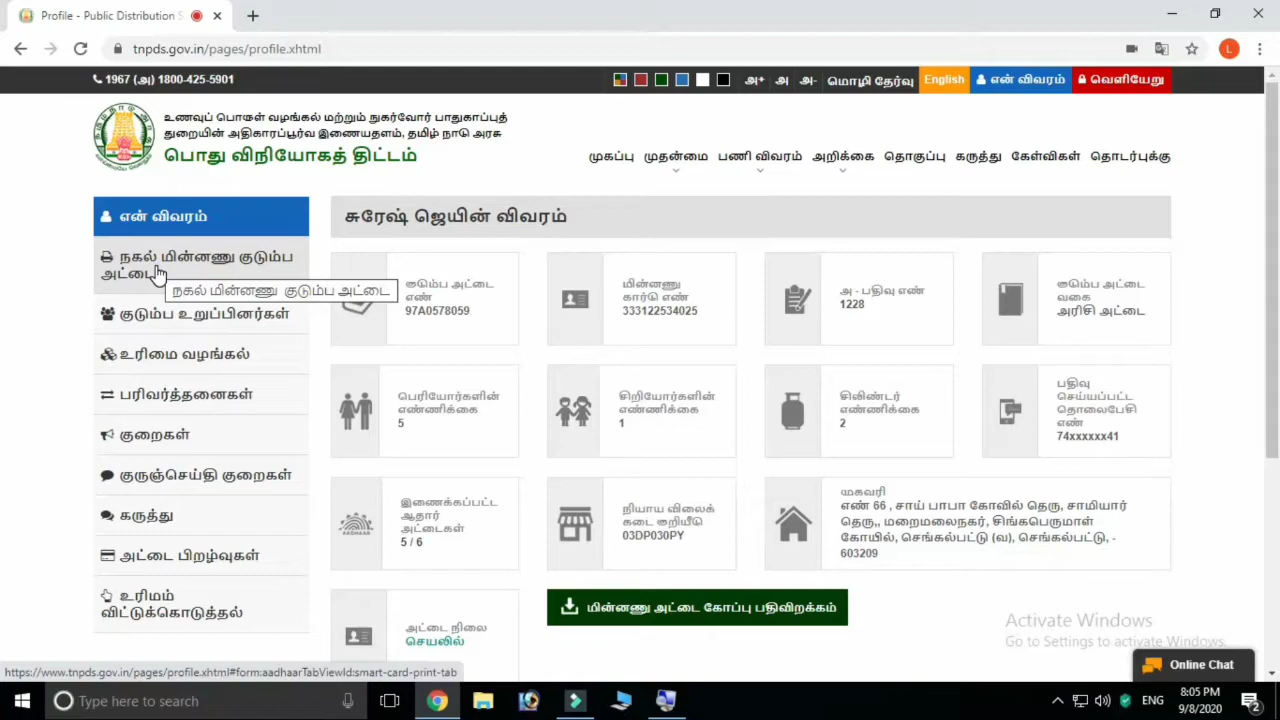 Profile - Public Distribution S
tnpds.gov.in/pages/profile.xhtml
L
1967 (அ) 1800-425-5901
அ+ அ அ- மொழி தேர்வு English என் விவரம் வெளியேறு
உணவுப் பொருள் வழங்கல் மற்றும் நுகர்வோர் பாதுகாப்புத்
துறையின் அதிகாரப்பூர்வ இணையதளம், தமிழ் நாடு அரசு
பொது விநியோகத் திட்டம்
முகப்பு முதன்மை பணி விவரம் அறிக்கை தொகுப்பு கருத்து கேள்விகள் தொடர்புக்கு
என் விவரம்
நகல் மின்னணு குடும்ப
அட்டை
நகல் மின்னணு குடும்ப அட்டை
குடும்ப உறுப்பினர்கள்
உரிமை வழங்கல்
பரிவர்த்தனைகள்
குறைகள்
குருஞ்செய்தி குறைகள்
கருத்து
அட்டை பிறழ்வுகள்
உரிமம்
விட்டுக்கொடுத்தல்
சுரேஷ் ஜெயின் விவரம்
குடும்ப அட்டை
எண்
97A0578059
மின்னணு
கார்டு எண்
333122534025
அ - பதிவு எண்
1228
குடும்ப அட்டை
வகை
அரிசி அட்டை
பெரியோர்களின்
எண்ணிக்கை
5
சிறியோர்களின்
எண்ணிக்கை
1
சிலிண்டர்
எண்ணிக்கை
2
பதிவு
செய்யப்பட்ட
தொலைபேசி
எண்
74xxxxxx41
AADHAAR
இணைக்கப்பட்ட
ஆதார்
அட்டைகள்
5 / 6
நியாய விலைக்
கடை குறியீடு
03DP030PY
முகவரி
எண் 66 , சாய் பாபா கோவில் தெரு, சாமியார்
தெரு,, மறைமலைநகர், சிங்கபெருமாள்
கோயில், செங்கல்பட்டு (வ), செங்கல்பட்டு, -
603209
அட்டை நிலை
செயலில்
மின்னணு அட்டை கோப்பு பதிவிறக்கம்
Activate Windows
Go to Settings to activate Windows.
Online Chat
https://www.tnpds.gov.in/pages/profile.xhtml#form:aadhaarTabViewId:smart-card-print-tab
Type here to search
ENG
8:05 PM
9/8/2020
2